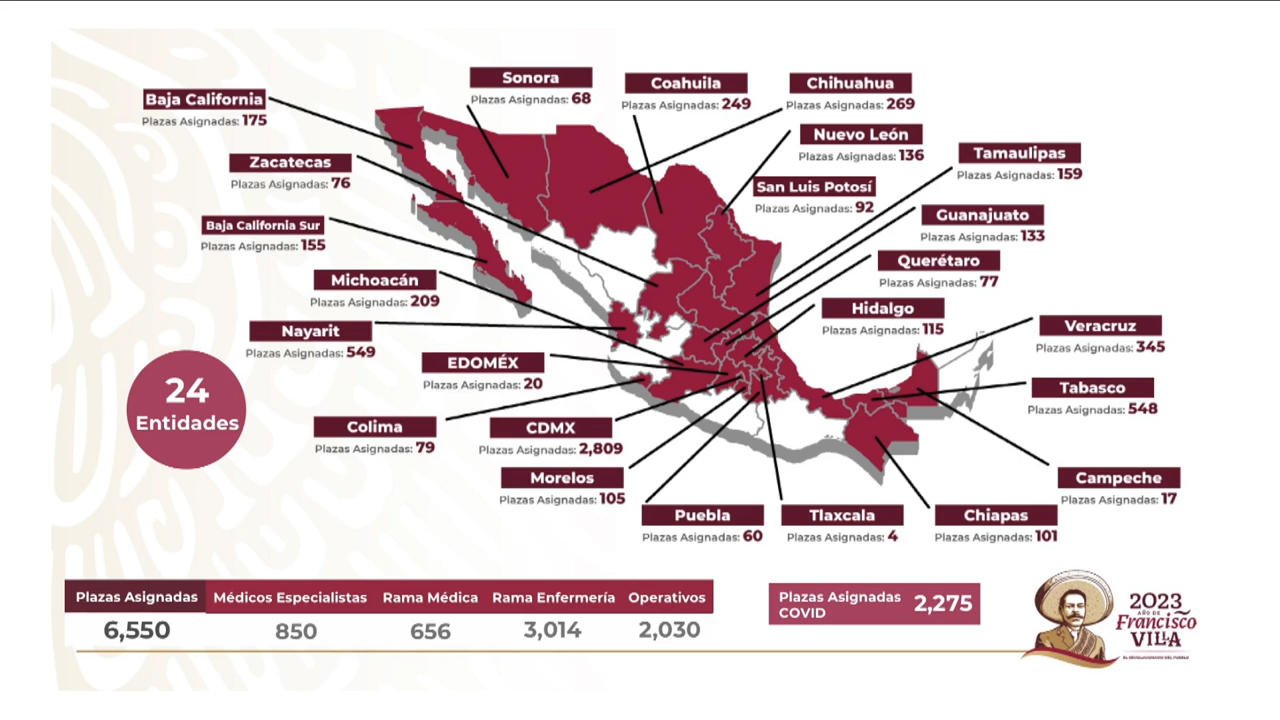 Sonora
Plazas Asignadas: 68
Coahuila
Plazas Asignadas: 249
Chihuahua
Plazas Asignadas: 269
Baja California
Plazas Asignadas: 175
Nuevo León
Plazas Asignadas: 136
Zacatecas
Plazas Asignadas: 76
Tamaulipas
Plazas Asignadas: 159
San Luis Potosí
Plazas Asignadas: 92
Baja California Sur
Plazas Asignadas: 155
Guanajuato
Plazas Asignadas: 133
Querétaro
Plazas Asignadas: 77
Michoacán
Plazas Asignadas: 209
Hidalgo
Plazas Asignadas: 115
Nayarit
Plazas Asignadas: 549
Veracruz
Plazas Asignadas: 345
EDOMÉX
Plazas Asignadas: 20
Tabasco
Plazas Asignadas: 548
24
Entidades
Colima
Plazas Asignadas: 79
CDMX
Plazas Asignadas: 2,809
Morelos
Plazas Asignadas: 105
Campeche
Plazas Asignadas: 17
Puebla
Plazas Asignadas: 60
Tlaxcala
Plazas Asignadas: 4
Chiapas
Plazas Asignadas: 101
Plazas Asignadas Médicos Especialistas Rama Médica Rama Enfermería Operativos
6,550 850 656 3,014 2,030
Plazas Asignadas
COVID
2,275
2023
AÑO DE
Francisco
VILLA
EL REVOLUCIONARIO DEL PUEBLO